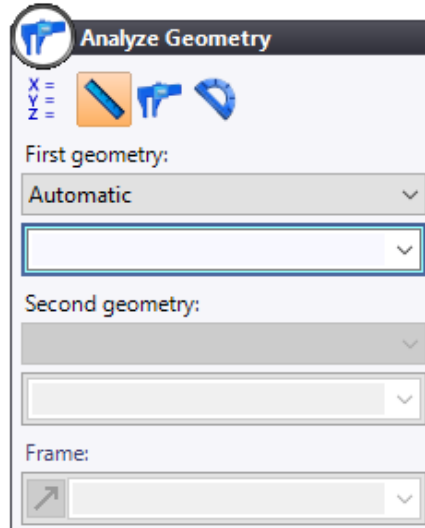 Analyze Geometry
X =
Y =
Z =
First geometry:
Automatic
Second geometry:
Frame: